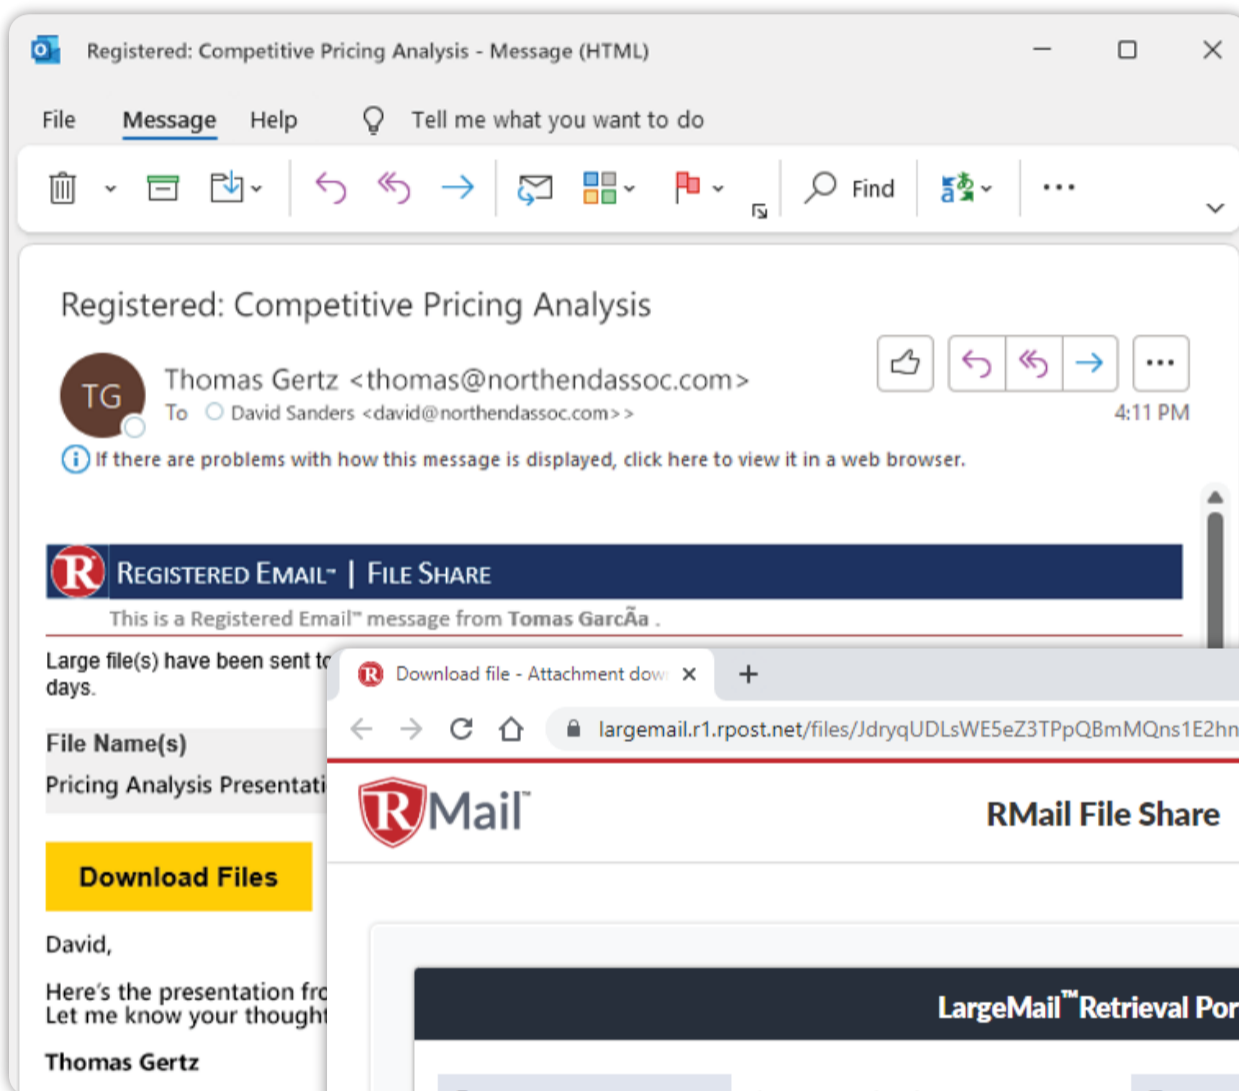 Registered: Competitive Pricing Analysis - Message (HTML)
File Message Help Tell me what you want to do
Find
Registered: Competitive Pricing Analysis
TG
Thomas Gertz <thomas@northendassoc.com>
To David Sanders <david@northendassoc.com>>
4:11 PM
If there are problems with how this message is displayed, click here to view it in a web browser.
R REGISTERED EMAIL™ | FILE SHARE
This is a Registered Email™ message from Tomas GarcÃa .
Large file(s) have been sent to
days.
File Name(s)
Pricing Analysis Presentati
Download Files
David,
Here's the presentation fro
Let me know your thought
Thomas Gertz
R Download file - Attachment dow
largemail.r1.rpost.net/files/JdryqUDLsWE5eZ3TPpQBmMQns1E2hn
RMail™
RMail File Share
LargeMail™ Retrieval Por